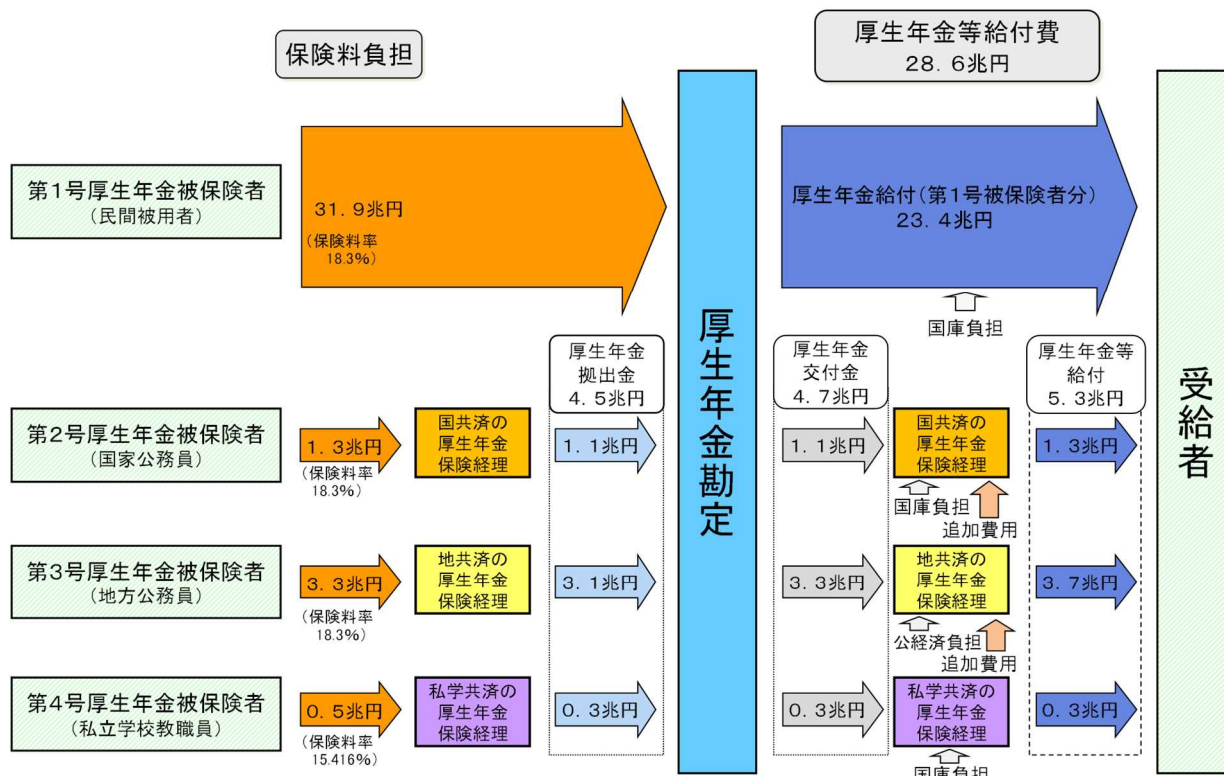 保険料負担
厚生年金等給付費
２８．６兆円
第１号厚生年金被保険者
（民間被用者）
３１．９兆円
（保険料率
18.3%）
厚生年金勘定
厚生年金給付（第１号被保険者分）
２３．４兆円
国庫負担
受給者
厚生年金
拠出金
４．５兆円
厚生年金
交付金
４．７兆円
厚生年金等
給付
５．３兆円
第２号厚生年金被保険者
（国家公務員）
１．３兆円
（保険料率
18.3%）
国共済の
厚生年金
保険経理
１．１兆円
１．１兆円
国共済の
厚生年金
保険経理
１．３兆円
国庫負担
追加費用
第３号厚生年金被保険者
（地方公務員）
３．３兆円
（保険料率
18.3%）
地共済の
厚生年金
保険経理
３．１兆円
３．３兆円
地共済の
厚生年金
保険経理
３．７兆円
公経済負担
追加費用
第４号厚生年金被保険者
（私立学校教職員）
０．５兆円
（保険料率
15.416%）
私学共済の
厚生年金
保険経理
０．３兆円
０．３兆円
私学共済の
厚生年金
保険経理
０．３兆円
国庫負担